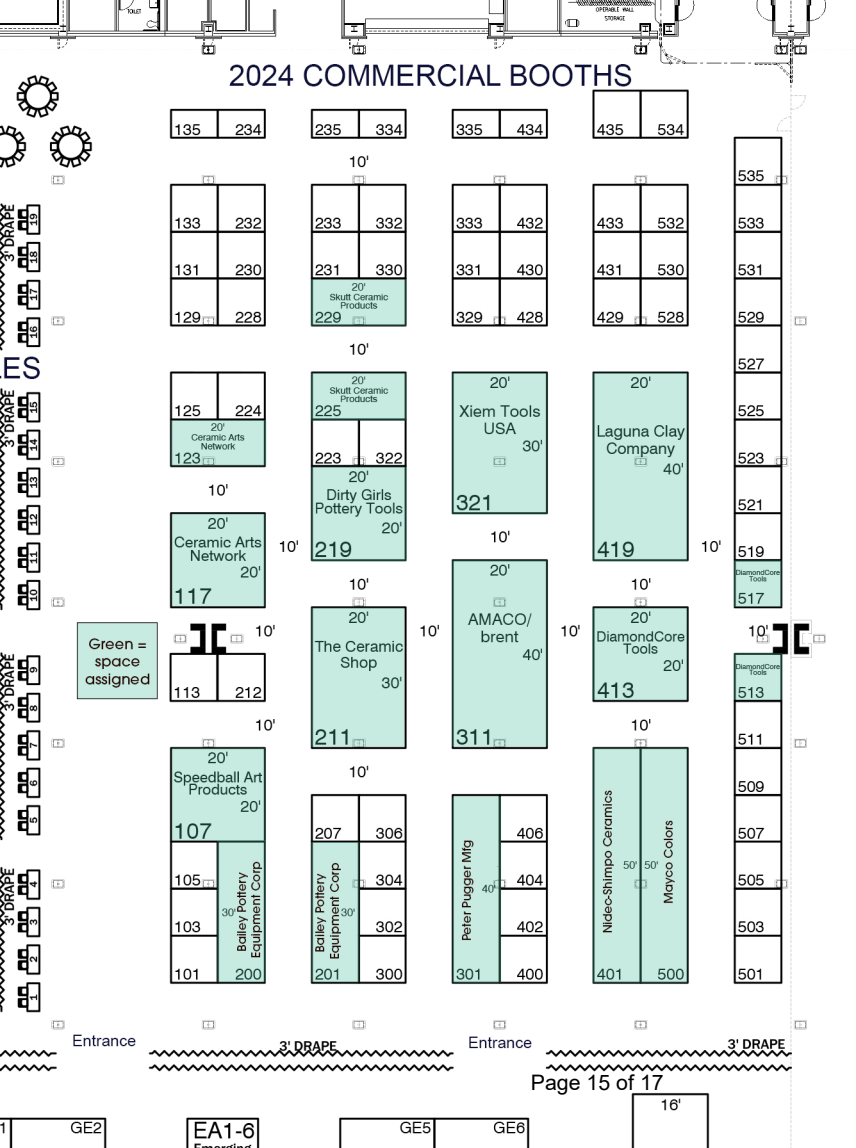 TOILET
OPERABLE WALL
STORAGE
2024 COMMERCIAL BOOTHS
135 234 235 334 335 434 435 534
10'
535
133 232 233 332 333 432 433 532 533
131 230 231 330 331 430 431 530 531
20'
Skutt Ceramic
Products
129 228 229 329 428 429 528 529
10'
527
20'
Skutt Ceramic
Products
125 224 225 525
20'
Ceramic Arts
Network
123
223 322 523
20'
Xiem Tools
USA
30'
321
20'
Laguna Clay
Company
40'
419
521
10'
20'
Dirty Girls
Pottery Tools
20'
219
20'
Ceramic Arts
Network
20'
117
10'
10'
10'
519
DiamondCore
Tools
517
10'
10'
20'
AMACO/
brent
40'
311
20'
The Ceramic
Shop
30'
211
20'
DiamondCore
Tools
20'
413
10'
10'
10'
10'
Green =
space
assigned
113 212
DiamondCore
Tools
513
10'
10'
511
20'
Speedball Art
Products
20'
107
10'
509
207 306 406 507
105 304 404 505
103 302 402 503
101 300 400 501
30'
Bailey Pottery
Equipment Corp
200
Bailey Pottery
Equipment Corp
30'
201
Peter Pugger Mfg
40'
301
Nidec-Shimpo Ceramics
50'
401
50'
Mayco Colors
500
LES
3' DRAPE
19
18
17
16
3' DRAPE
15
14
13
12
11
10
3' DRAPE
9
8
7
6
5
3' DRAPE
4
3
2
1
Entrance
3' DRAPE
Entrance
3' DRAPE
Page 15 of 17
16'
1 GE2
EA1-6
Emerging
GE5 GE6